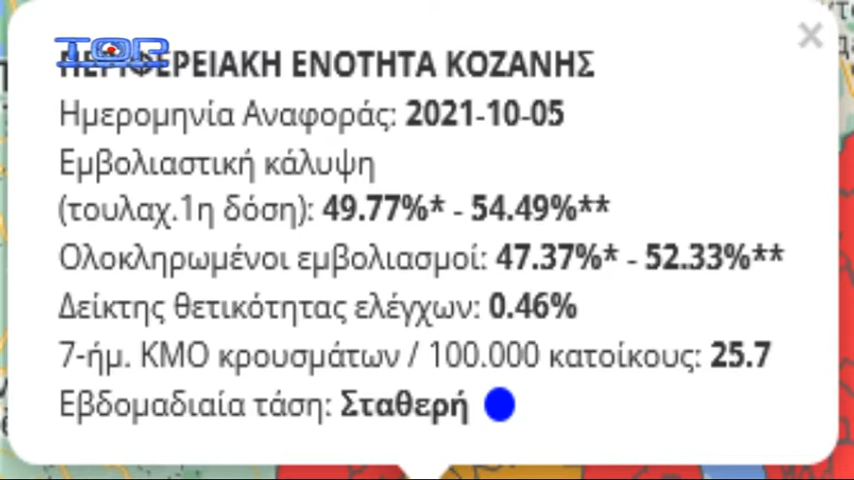 TOP
ΠΕΡΙΦΕΡΕΙΑΚΗ ΕΝΟΤΗΤΑ ΚΟΖΑΝΗΣ
Ημερομηνία Αναφοράς: 2021-10-05
Εμβολιαστική κάλυψη
(τουλαχ.1η δόση): 49.77%* - 54.49%**
Ολοκληρωμένοι εμβολιασμοί: 47.37%* - 52.33%**
Δείκτης θετικότητας ελέγχων: 0.46%
7-ήμ. ΚΜΟ κρουσμάτων / 100.000 κατοίκους: 25.7
Εβδομαδιαία τάση: Σταθερή